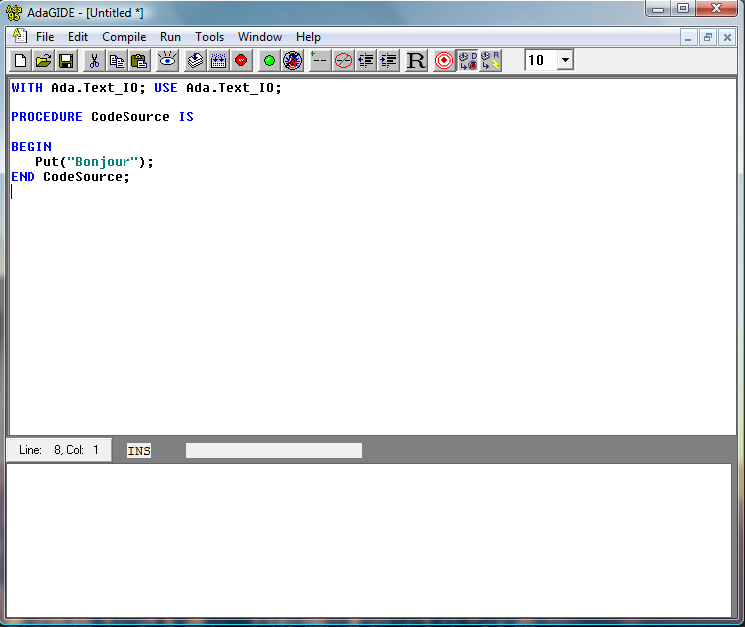 AdaGIDE - [Untitled *]
File Edit Compile Run Tools Window Help
R D R 10
WITH Ada.Text_IO; USE Ada.Text_IO;
PROCEDURE CodeSource IS
BEGIN
Put("Bonjour");
END CodeSource;
Line: 8, Col: 1 INS